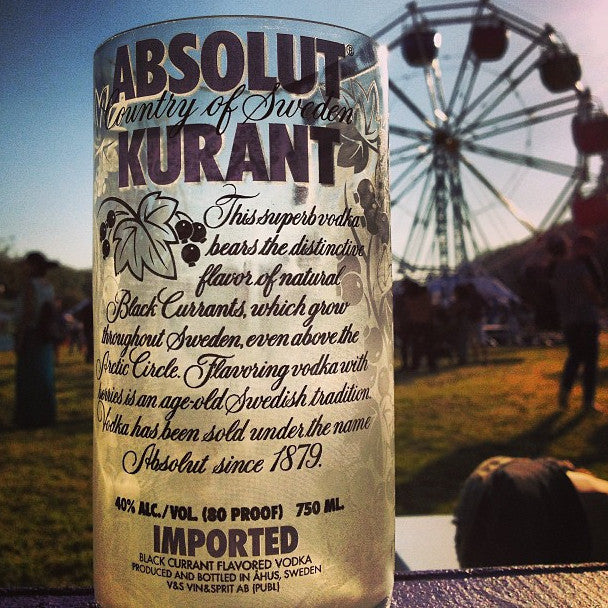 ABSOLUT®
Country of Sweden
KURANT
This superb vodka
bears the distinctive
flavor of natural
Black Currants, which grow
throughout Sweden, even above the
Arctic Circle. Flavoring vodka with
berries is an age-old Swedish tradition.
Vodka has been sold under the name
Absolut since 1879.
40% ALC./VOL. (80 PROOF) 750 ML.
IMPORTED
BLACK CURRANT FLAVORED VODKA
PRODUCED AND BOTTLED IN ÅHUS, SWEDEN
V&S VIN&SPRIT AB (PUBL)